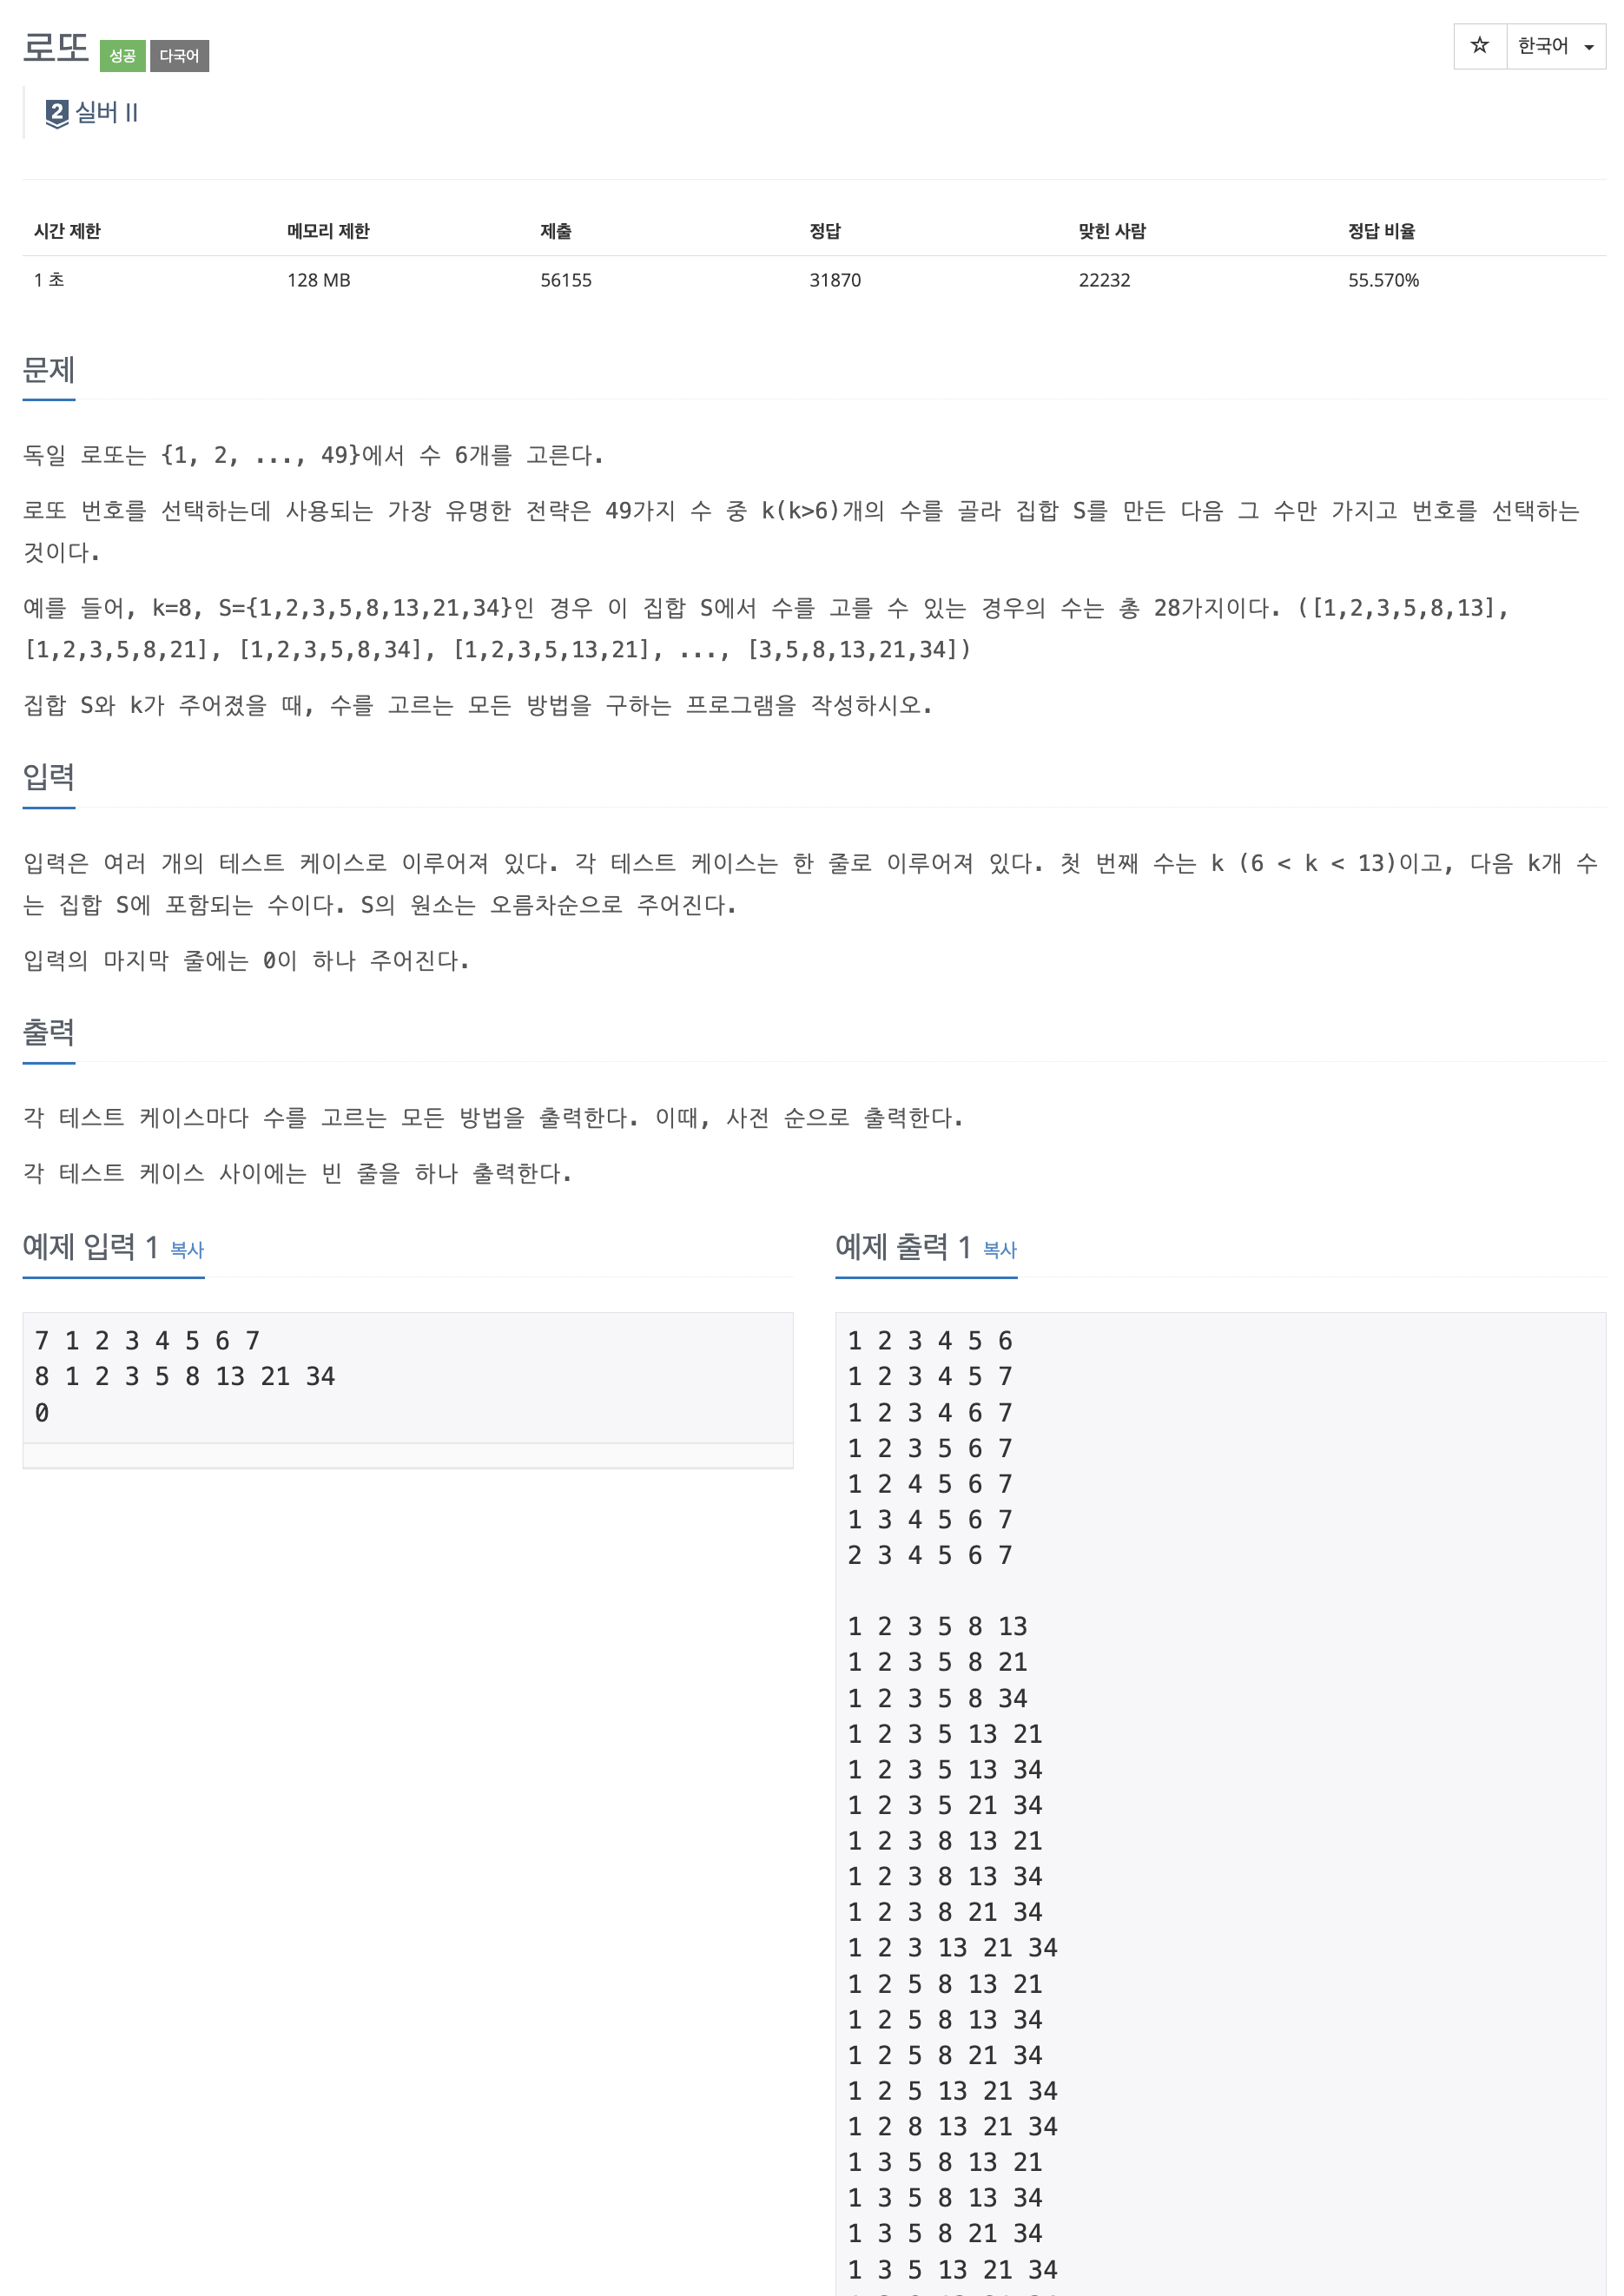 로또 성공 다국어
☆ 한국어
2 실버 II
시간 제한 메모리 제한 제출 정답 맞힌 사람 정답 비율
1 초 128 MB 56155 31870 22232 55.570%
문제
독일 로또는 {1, 2, ..., 49}에서 수 6개를 고른다.
로또 번호를 선택하는데 사용되는 가장 유명한 전략은 49가지 수 중 k(k>6)개의 수를 골라 집합 S를 만든 다음 그 수만 가지고 번호를 선택하는
것이다.
예를 들어, k=8, S={1,2,3,5,8,13,21,34}인 경우 이 집합 S에서 수를 고를 수 있는 경우의 수는 총 28가지이다. ([1,2,3,5,8,13],
[1,2,3,5,8,21], [1,2,3,5,8,34], [1,2,3,5,13,21], ..., [3,5,8,13,21,34])
집합 S와 k가 주어졌을 때, 수를 고르는 모든 방법을 구하는 프로그램을 작성하시오.
입력
입력은 여러 개의 테스트 케이스로 이루어져 있다. 각 테스트 케이스는 한 줄로 이루어져 있다. 첫 번째 수는 k (6 < k < 13)이고, 다음 k개 수
는 집합 S에 포함되는 수이다. S의 원소는 오름차순으로 주어진다.
입력의 마지막 줄에는 0이 하나 주어진다.
출력
각 테스트 케이스마다 수를 고르는 모든 방법을 출력한다. 이때, 사전 순으로 출력한다.
각 테스트 케이스 사이에는 빈 줄을 하나 출력한다.
예제 입력 1 복사
7 1 2 3 4 5 6 7
8 1 2 3 5 8 13 21 34
0
예제 출력 1 복사
1 2 3 4 5 6
1 2 3 4 5 7
1 2 3 4 6 7
1 2 3 5 6 7
1 2 4 5 6 7
1 3 4 5 6 7
2 3 4 5 6 7

1 2 3 5 8 13
1 2 3 5 8 21
1 2 3 5 8 34
1 2 3 5 13 21
1 2 3 5 13 34
1 2 3 5 21 34
1 2 3 8 13 21
1 2 3 8 13 34
1 2 3 8 21 34
1 2 3 13 21 34
1 2 5 8 13 21
1 2 5 8 13 34
1 2 5 8 21 34
1 2 5 13 21 34
1 2 8 13 21 34
1 3 5 8 13 21
1 3 5 8 13 34
1 3 5 8 21 34
1 3 5 13 21 34